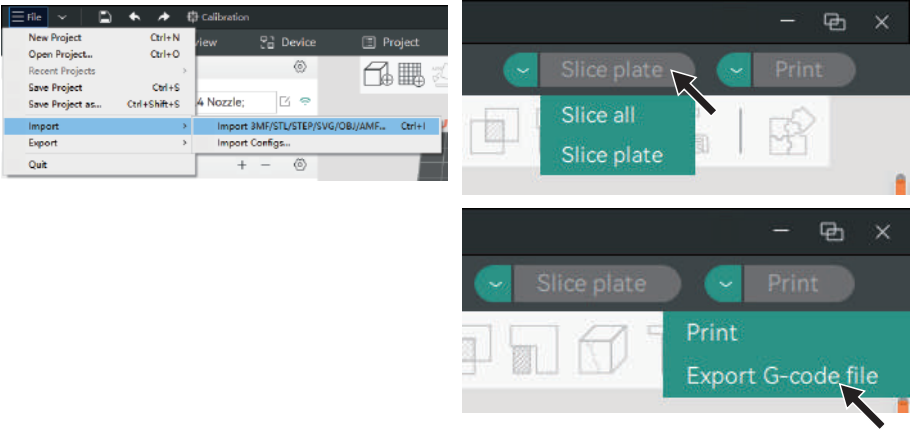 File
Calibration
New Project Ctrl+N
Open Project... Ctrl+O
Recent Projects
Save Project Ctrl+S
Save Project as... Ctrl+Shift+S
Import
Export
Quit
Device
Project
4 Nozzle;
Import 3MF/STL/STEP/SVG/OBJ/AMF... Ctrl+I
Import Configs...
Slice plate
Print
Slice all
Slice plate
Slice plate
Print
Print
Export G-code file